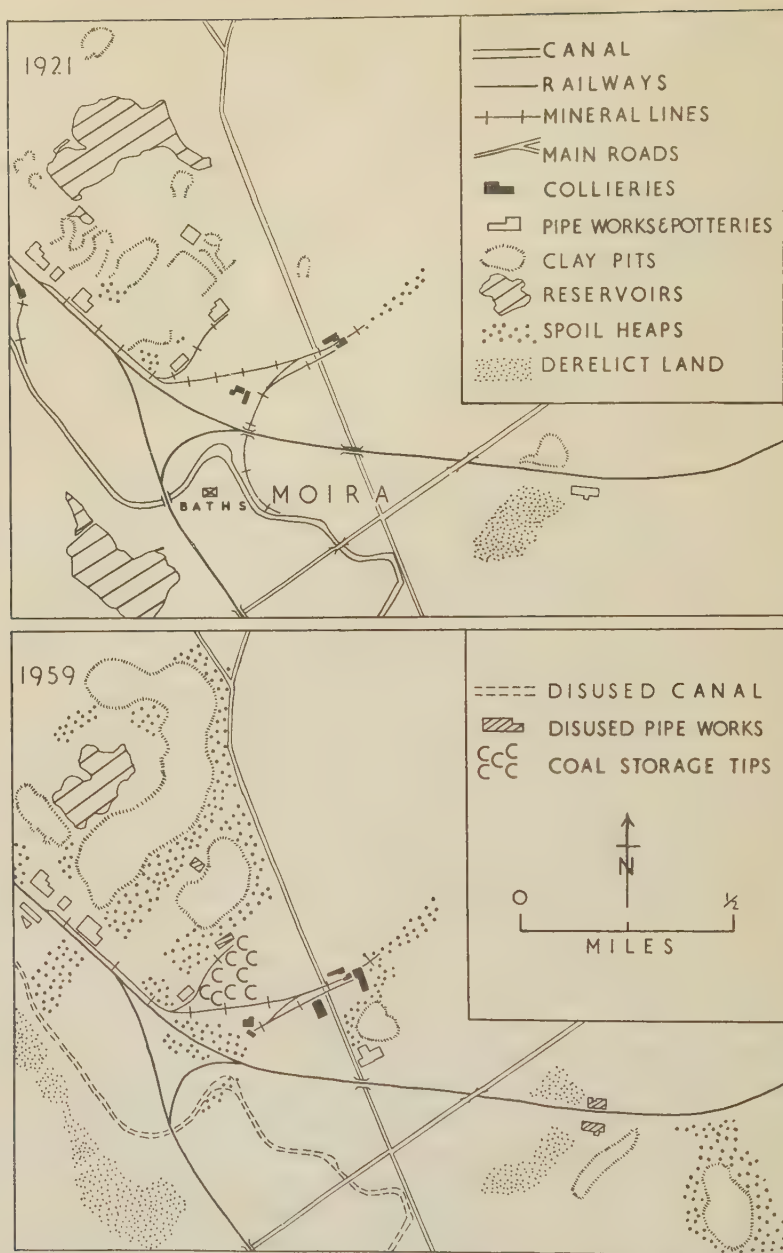 1921
CANAL
RAILWAYS
MINERAL LINES
MAIN ROADS
COLLIERIES
PIPE WORKS & POTTERIES
CLAY PITS
RESERVOIRS
SPOIL HEAPS
DERELICT LAND
MOIRA
BATHS
1959
DISUSED CANAL
DISUSED PIPE WORKS
COAL STORAGE TIPS
N
0 ½
MILES